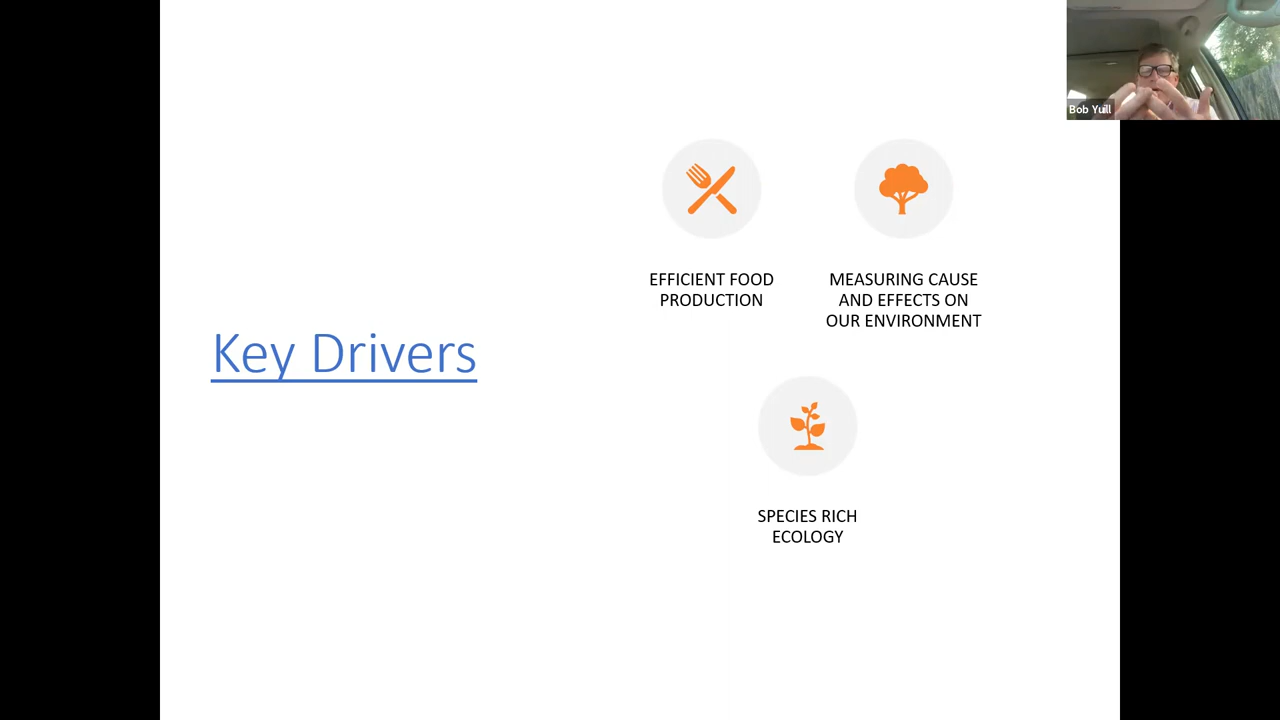 Bob Yuill
EFFICIENT FOOD
PRODUCTION
MEASURING CAUSE
AND EFFECTS ON
OUR ENVIRONMENT
Key Drivers
SPECIES RICH
ECOLOGY